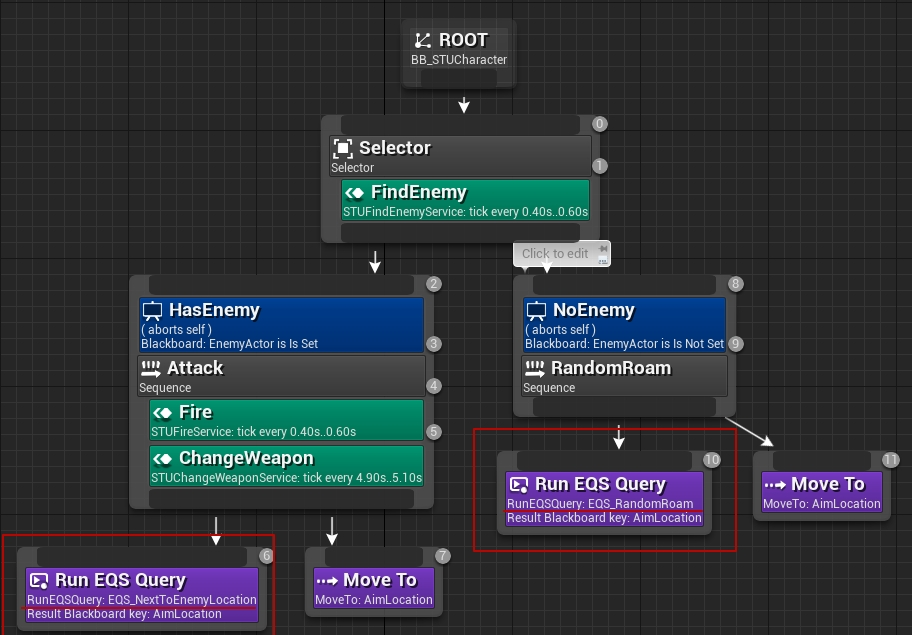 ROOT
BB_STUCharacter
0
Selector
1
Selector
FindEnemy
STUFindEnemyService: tick every 0.40s..0.60s
Click to edit
2
HasEnemy
( aborts self )
Blackboard: EnemyActor is Is Set
3
Attack
4
Sequence
Fire
STUFireService: tick every 0.40s..0.60s
5
ChangeWeapon
STUChangeWeaponService: tick every 4.90s..5.10s
8
NoEnemy
( aborts self )
Blackboard: EnemyActor is Is Not Set
9
RandomRoam
Sequence
10
Run EQS Query
RunEQSQuery: EQS_RandomRoam
Result Blackboard key: AimLocation
11
Move To
MoveTo: AimLocation
6
Run EQS Query
RunEQSQuery: EQS_NextToEnemyLocation
Result Blackboard key: AimLocation
7
Move To
MoveTo: AimLocation